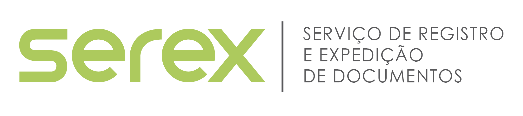 serex
SERVIÇO DE REGISTRO
E EXPEDIÇÃO
DE DOCUMENTOS